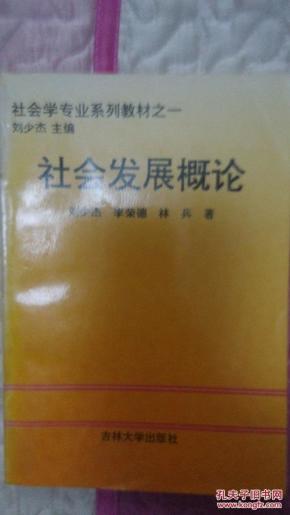 社会学专业系列教材之一
刘少杰 主编
社会发展概论
刘少杰 李荣德 林 兵 著
吉林大学出版社
孔夫子旧书网